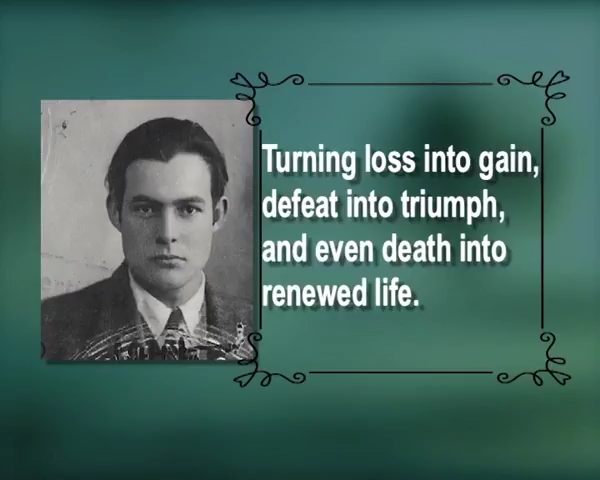 Turning loss into gain,
defeat into triumph,
and even death into
renewed life.